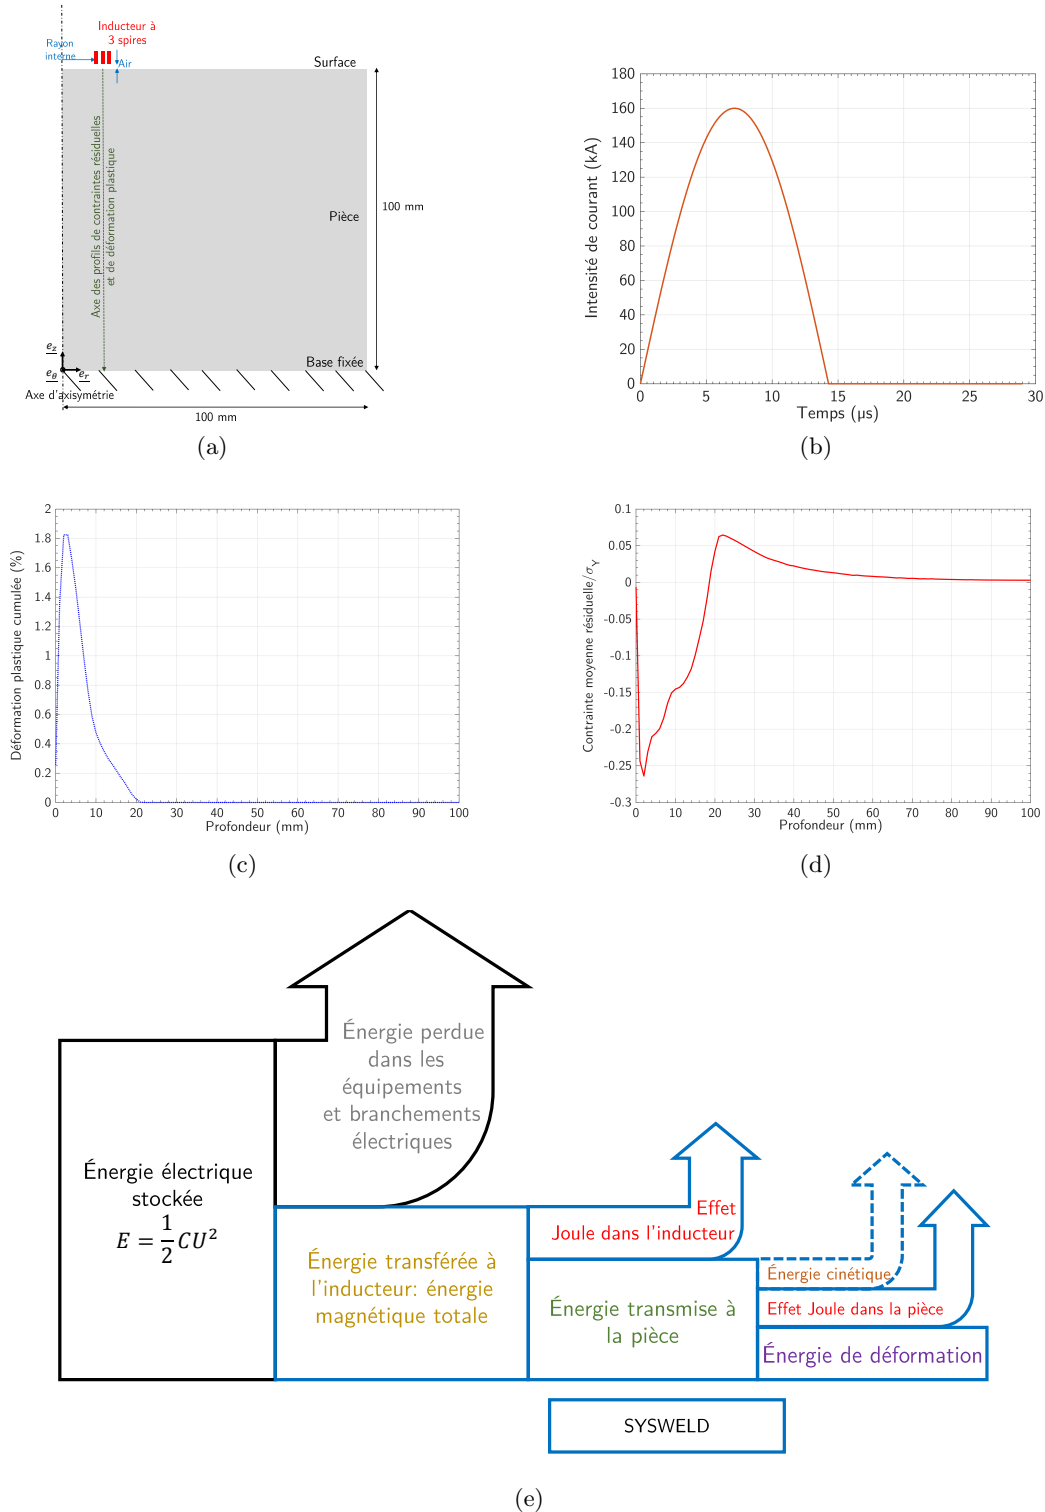 Inducteur à
3 spires
Rayon
interne
Air
Surface
Axe des profils de contraintes résiduelles
et de déformation plastique
Pièce
100 mm
Base fixée
e_z
e_θ
e_r
Axe d'axisymétrie
100 mm
(a)
Intensité de courant (kA)
180
160
140
120
100
80
60
40
20
0
0 5 10 15 20 25 30
Temps (µs)
(b)
Déformation plastique cumulée (%)
2
1.8
1.6
1.4
1.2
1
0.8
0.6
0.4
0.2
0
0 10 20 30 40 50 60 70 80 90 100
Profondeur (mm)
(c)
Contrainte moyenne résiduelle/σ_Y
0.1
0.05
0
-0.05
-0.1
-0.15
-0.2
-0.25
-0.3
0 10 20 30 40 50 60 70 80 90 100
Profondeur (mm)
(d)
Énergie électrique
stockée
E = 1/2 CU²
Énergie perdue
dans les
équipements
et branchements
électriques
Énergie transférée à
l'inducteur: énergie
magnétique totale
Effet
Joule dans l'inducteur
Énergie transmise à
la pièce
Énergie cinétique
Effet Joule dans la pièce
Énergie de déformation
SYSWELD
(e)